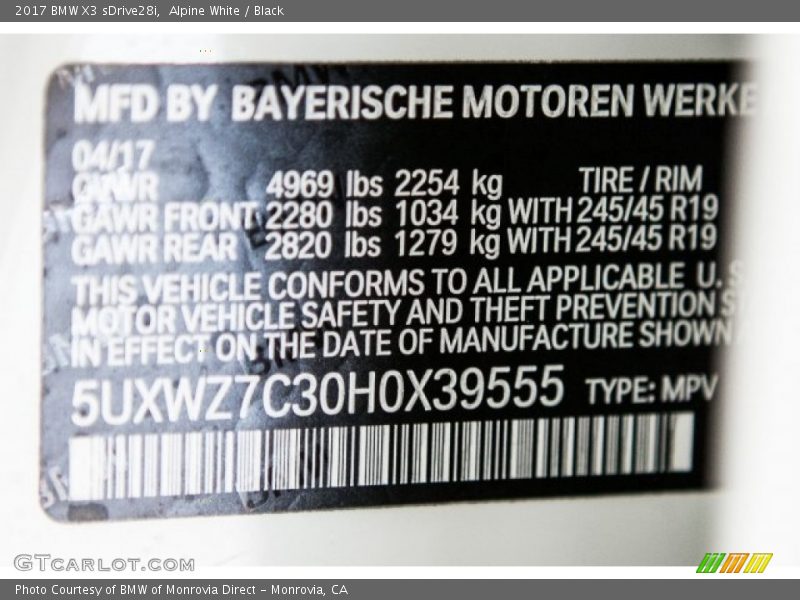 2017 BMW X3 sDrive28i,  Alpine White / Black
MFD BY BAYERISCHE MOTOREN WERKE
04/17
GVWR 4969 lbs 2254 kg TIRE / RIM
GAWR FRONT 2280 lbs 1034 kg WITH 245/45 R19
GAWR REAR 2820 lbs 1279 kg WITH 245/45 R19
THIS VEHICLE CONFORMS TO ALL APPLICABLE U. S
MOTOR VEHICLE SAFETY AND THEFT PREVENTION S
IN EFFECT ON THE DATE OF MANUFACTURE SHOWN
5UXWZ7C30H0X39555 TYPE: MPV
GTCARLOT.COM
Photo Courtesy of BMW of Monrovia Direct – Monrovia, CA